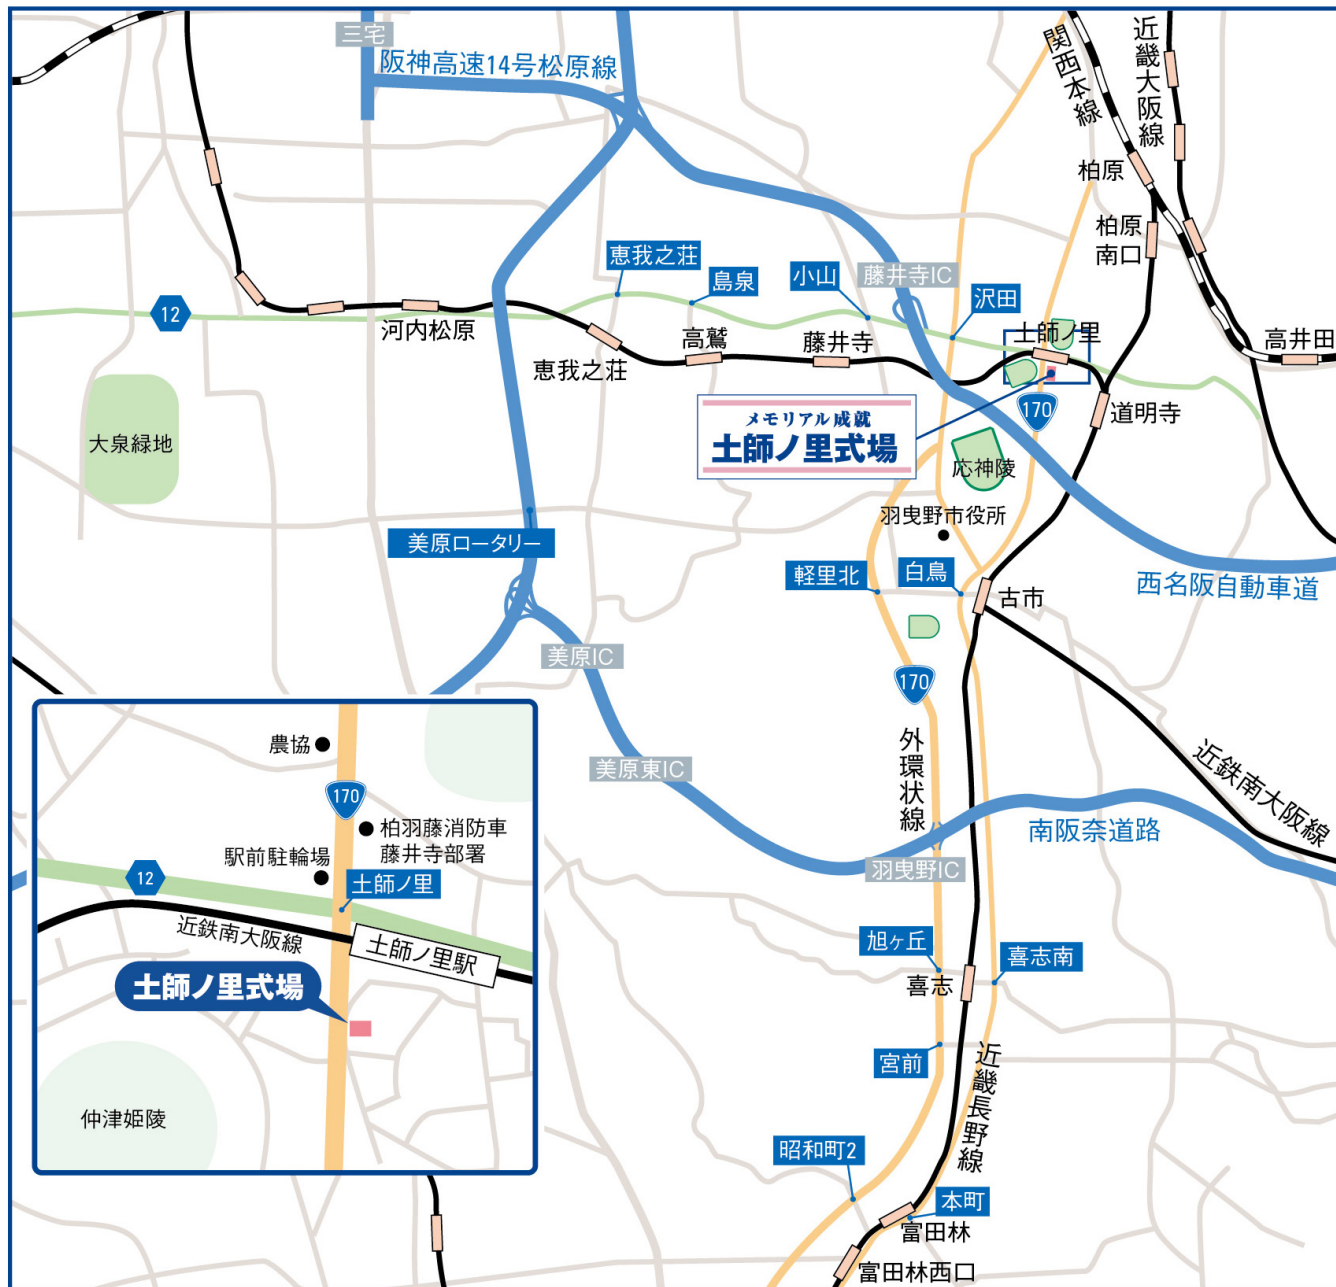 三宅
阪神高速14号松原線
関西本線
近畿大阪線
柏原
柏原
南口
恵我之荘
島泉
小山
藤井寺IC
沢田
土師ノ里
高井田
12
河内松原
恵我之荘
高鷲
藤井寺
170
道明寺
メモリアル成就
土師ノ里式場
大泉緑地
応神陵
羽曳野市役所
美原ロータリー
軽里北
白鳥
古市
西名阪自動車道
美原IC
170
外環状線
美原東IC
近鉄南大阪線
南阪奈道路
羽曳野IC
旭ヶ丘
喜志
喜志南
宮前
近畿長野線
昭和町2
本町
富田林
富田林西口
農協
170
柏羽藤消防車
藤井寺部署
駅前駐輪場
12
土師ノ里
近鉄南大阪線
土師ノ里駅
土師ノ里式場
仲津姫陵